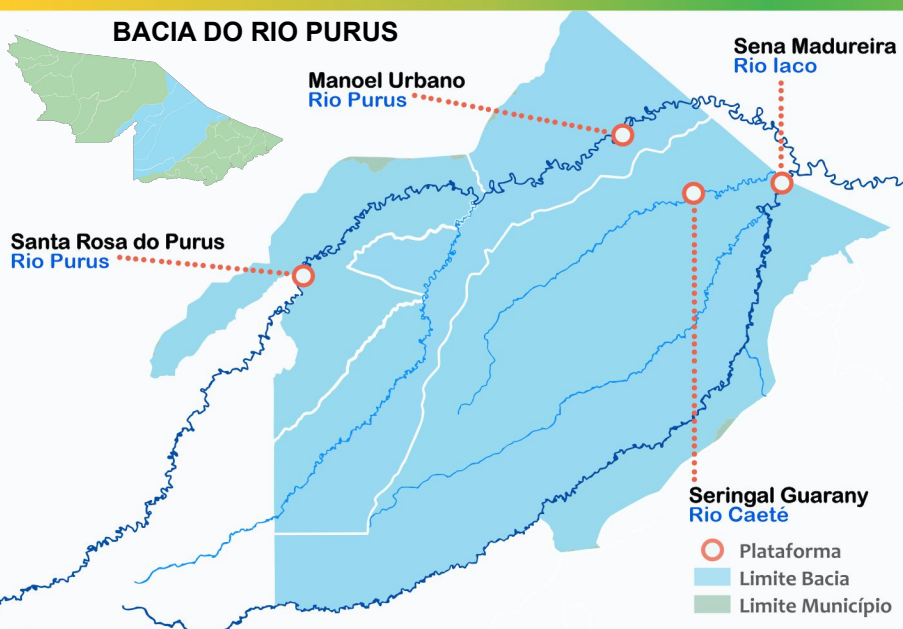 BACIA DO RIO PURUS
Sena Madureira
Rio Iaco
Manoel Urbano
Rio Purus
Santa Rosa do Purus
Rio Purus
Seringal Guarany
Rio Caeté
Plataforma
Limite Bacia
Limite Município